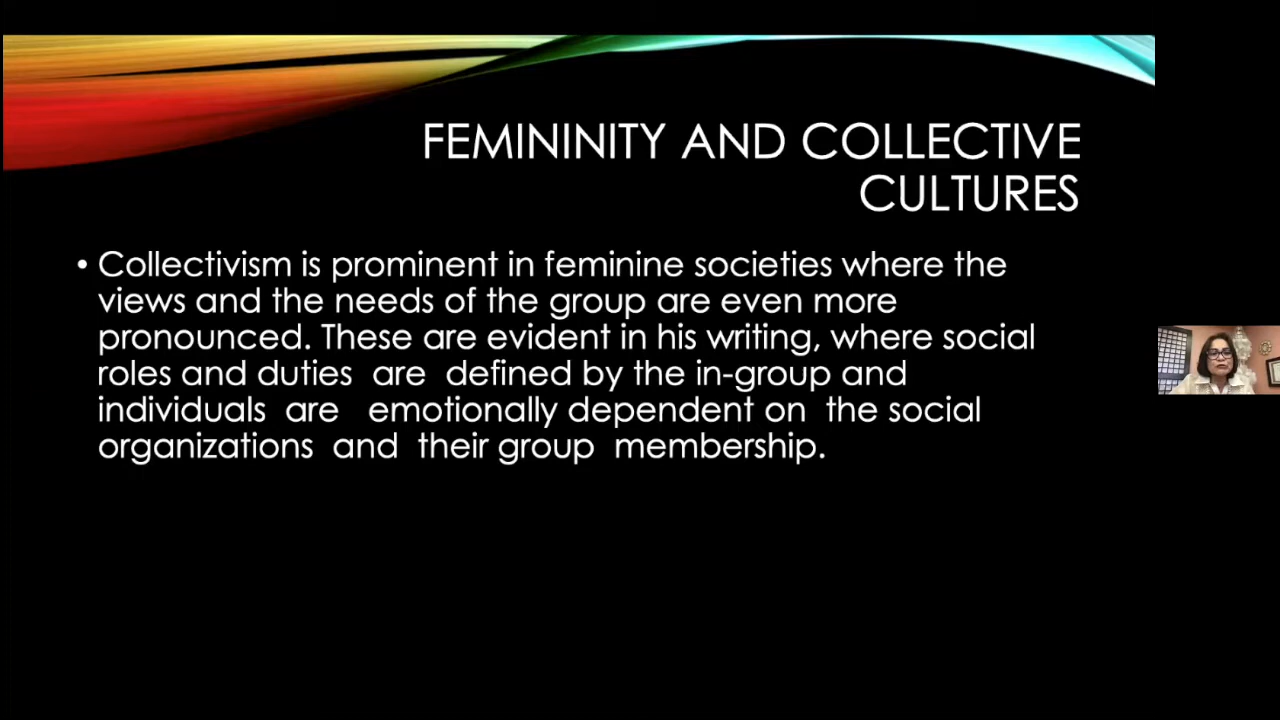 FEMININITY AND COLLECTIVE
CULTURES
• Collectivism is prominent in feminine societies where the
views and the needs of the group are even more
pronounced. These are evident in his writing, where social
roles and duties are defined by the in-group and
individuals are emotionally dependent on the social
organizations and their group membership.